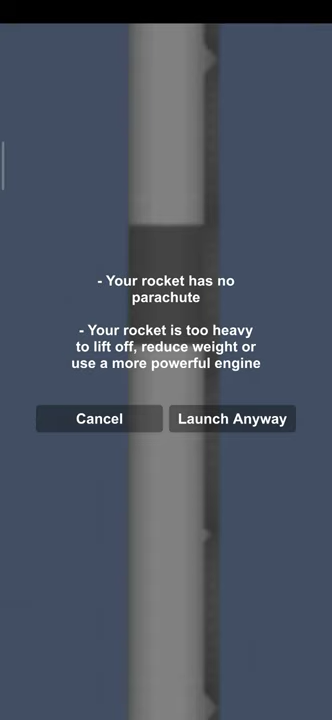 - Your rocket has no
parachute
- Your rocket is too heavy
to lift off, reduce weight or
use a more powerful engine
Cancel
Launch Anyway